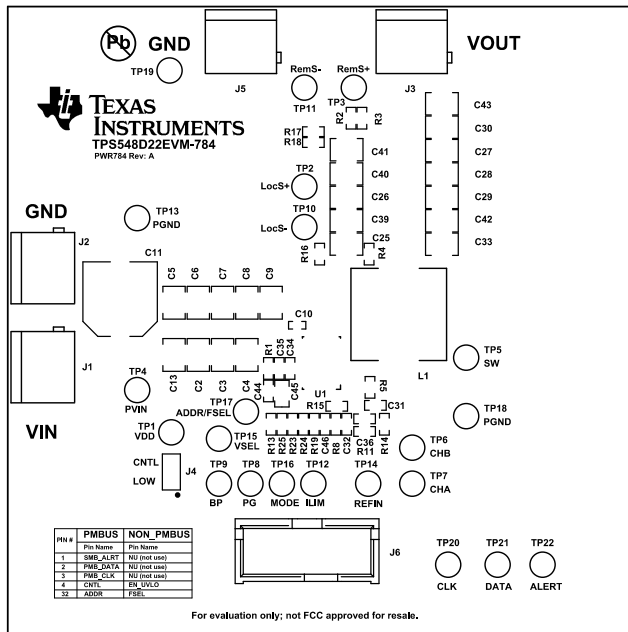 Pb
GND
VOUT
TP19
J5
J3
RemS-
RemS+
TP11
TP3
TEXAS
INSTRUMENTS
TPS548D22EVM-784
PWR784 Rev: A
R2
R3
R17
R18
C43
C30
C41
C27
TP2
C40
C28
LocS+
C26
C29
TP10
C39
C42
LocS-
C25
C33
R16
R4
GND
TP13
PGND
J2
C11
C5
C6
C7
C8
C9
C10
J1
R1
C35
C34
TP5
SW
L1
TP4
PVIN
C13
C2
C3
C4
C44
C45
R5
U1
TP17
ADDR/FSEL
R15
C31
TP18
PGND
VIN
TP1
VDD
TP15
VSEL
R13
R25
R23
R24
R19
C46
R8
C32
C36
R11
R14
TP6
CHB
CNTL
J4
LOW
TP9
TP8
TP16
TP12
TP14
TP7
CHA
BP
PG
MODE
ILIM
REFIN
PIN # PMBUS NON_PMBUS
Pin Name Pin Name
1 SMB_ALRT NU (not use)
2 PMB_DATA NU (not use)
3 PMB_CLK NU (not use)
4 CNTL EN_UVLO
32 ADDR FSEL
J6
TP20
TP21
TP22
CLK
DATA
ALERT
For evaluation only; not FCC approved for resale.